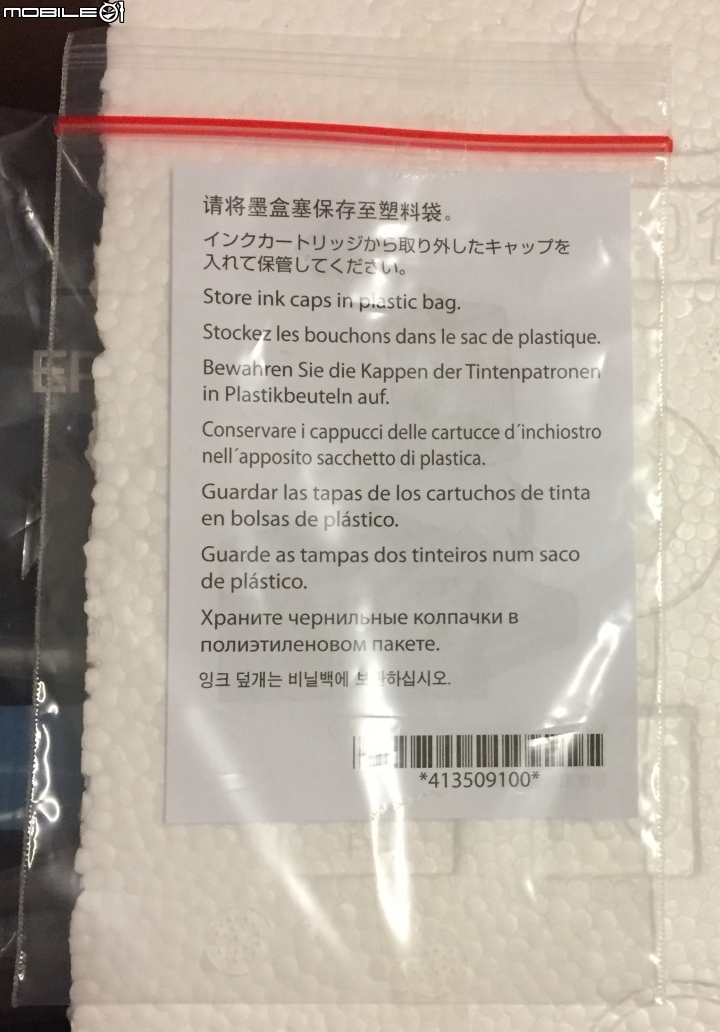 MOBILE01
请将墨盒塞保存至塑料袋。
インクカートリッジから取り外したキャップを
入れて保管してください。
Store ink caps in plastic bag.
Stockez les bouchons dans le sac de plastique.
Bewahren Sie die Kappen der Tintenpatronen
in Plastikbeuteln auf.
Conservare i cappucci delle cartucce d´inchiostro
nell´apposito sacchetto di plastica.
Guardar las tapas de los cartuchos de tinta
en bolsas de plástico.
Guarde as tampas dos tinteiros num saco
de plástico.
Храните чернильные колпачки в
полиэтиленовом пакете.
잉크 덮개는 비닐백에 보관하십시오.
*413509100*